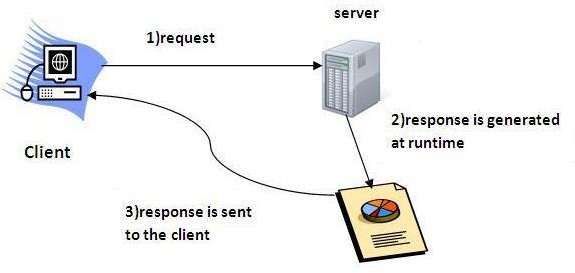 server
1)request
2)response is generated
at runtime
Client
3)response is sent
to the client